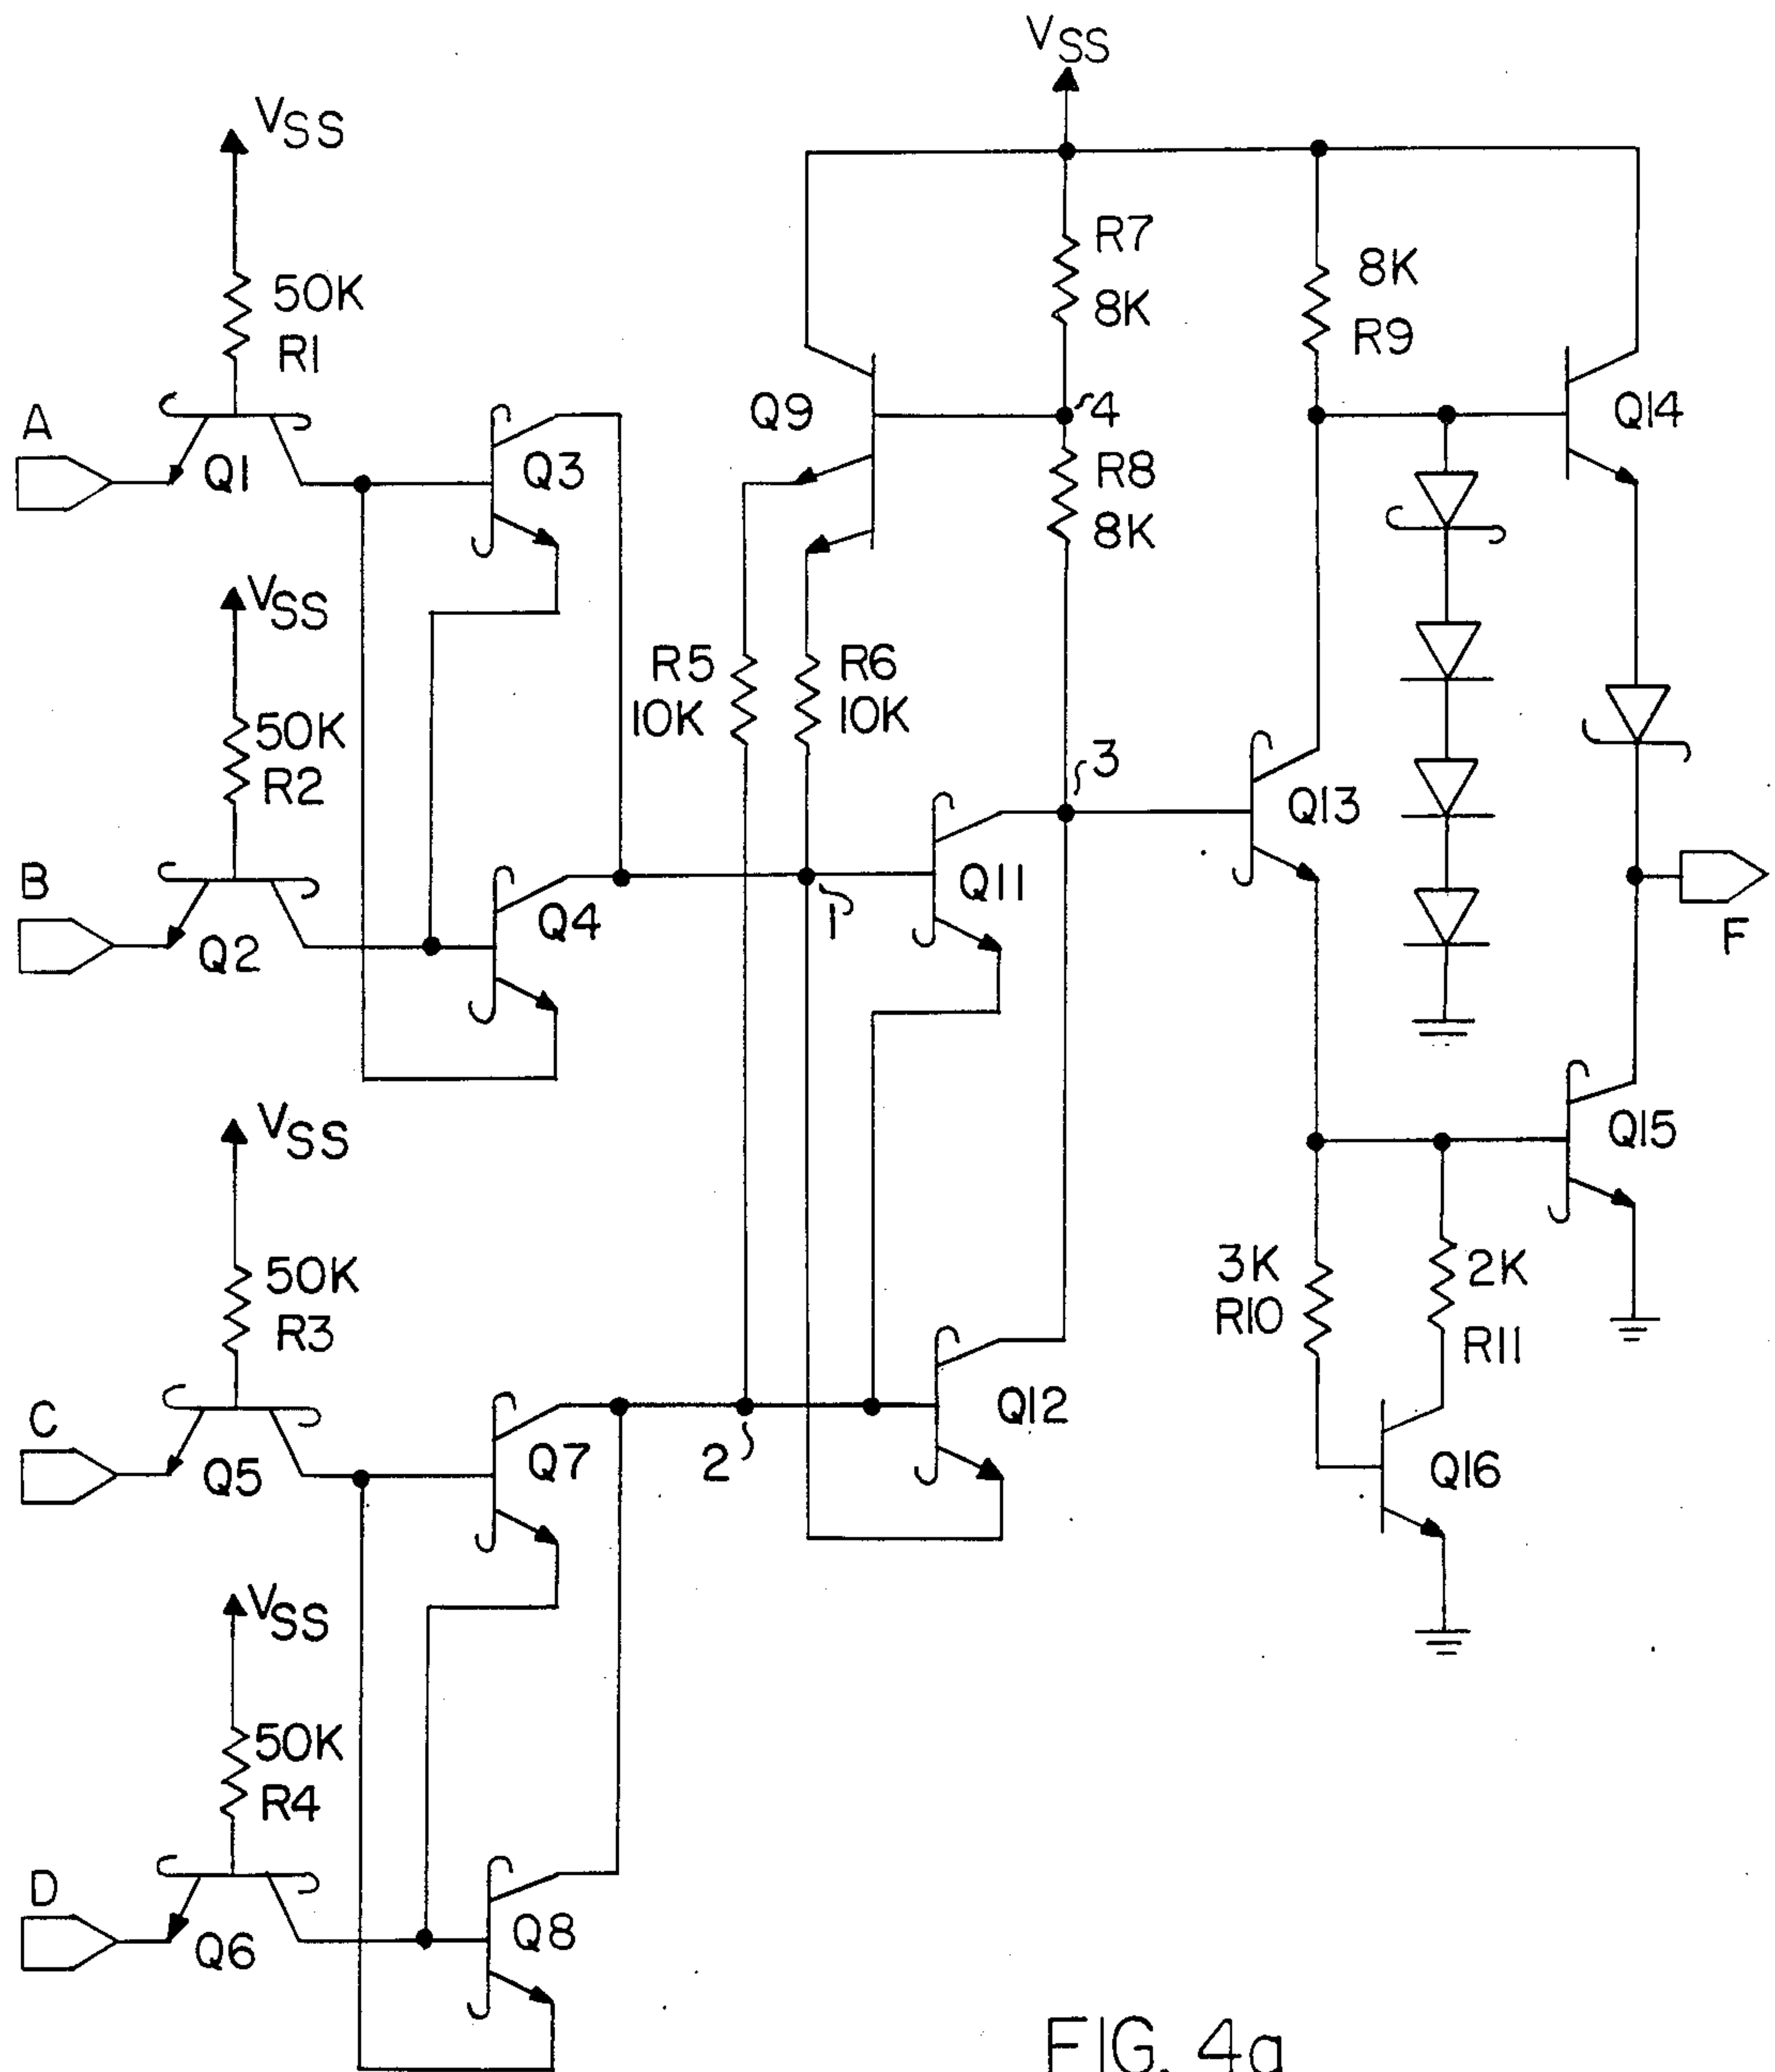 VSS
VSS
50K
R1
A
Q1
Q3
VSS
50K
R2
B
Q2
Q4
VSS
50K
R3
C
Q5
Q7
VSS
50K
R4
D
Q6
Q8
R7
8K
8K
R9
Q9
4
R8
8K
Q14
R5
10K
R6
10K
3
Q13
Q11
1
F
Q15
Q12
2
3K
R10
2K
R11
Q16
FIG. 4a